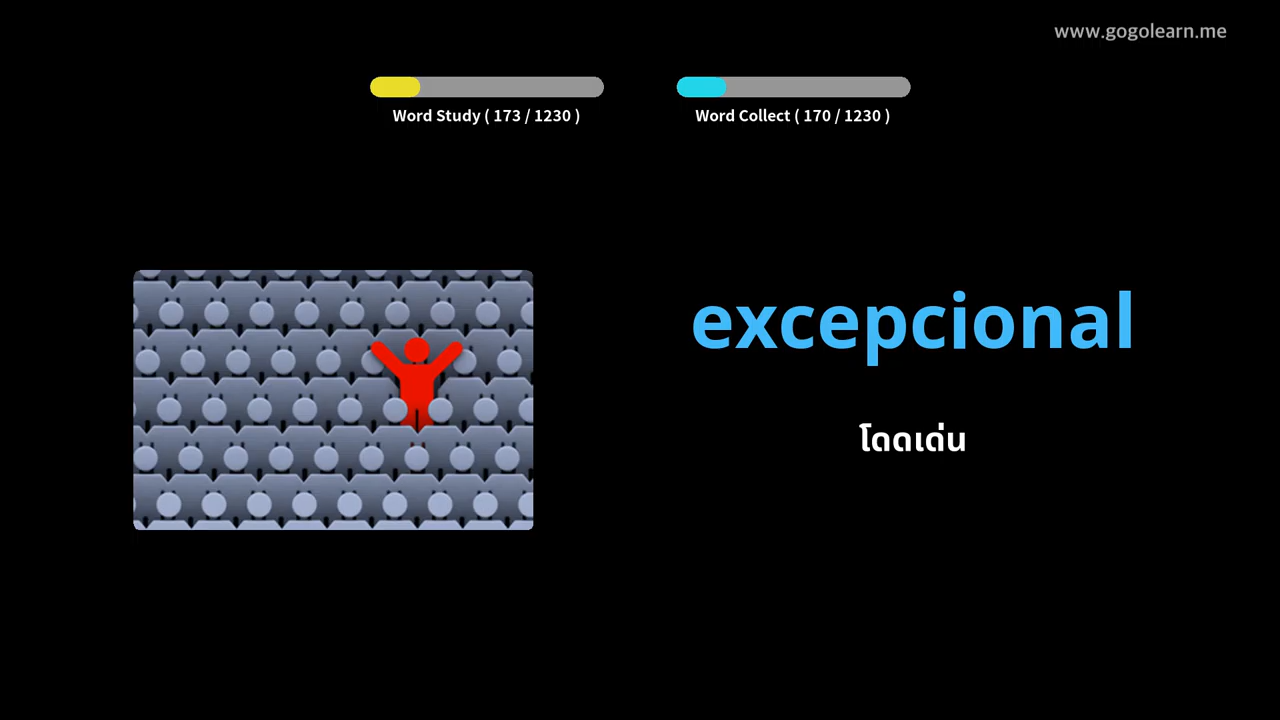 www.gogolearn.me
Word Study ( 173 / 1230 )
Word Collect ( 170 / 1230 )
excepcional
โดดเด่น